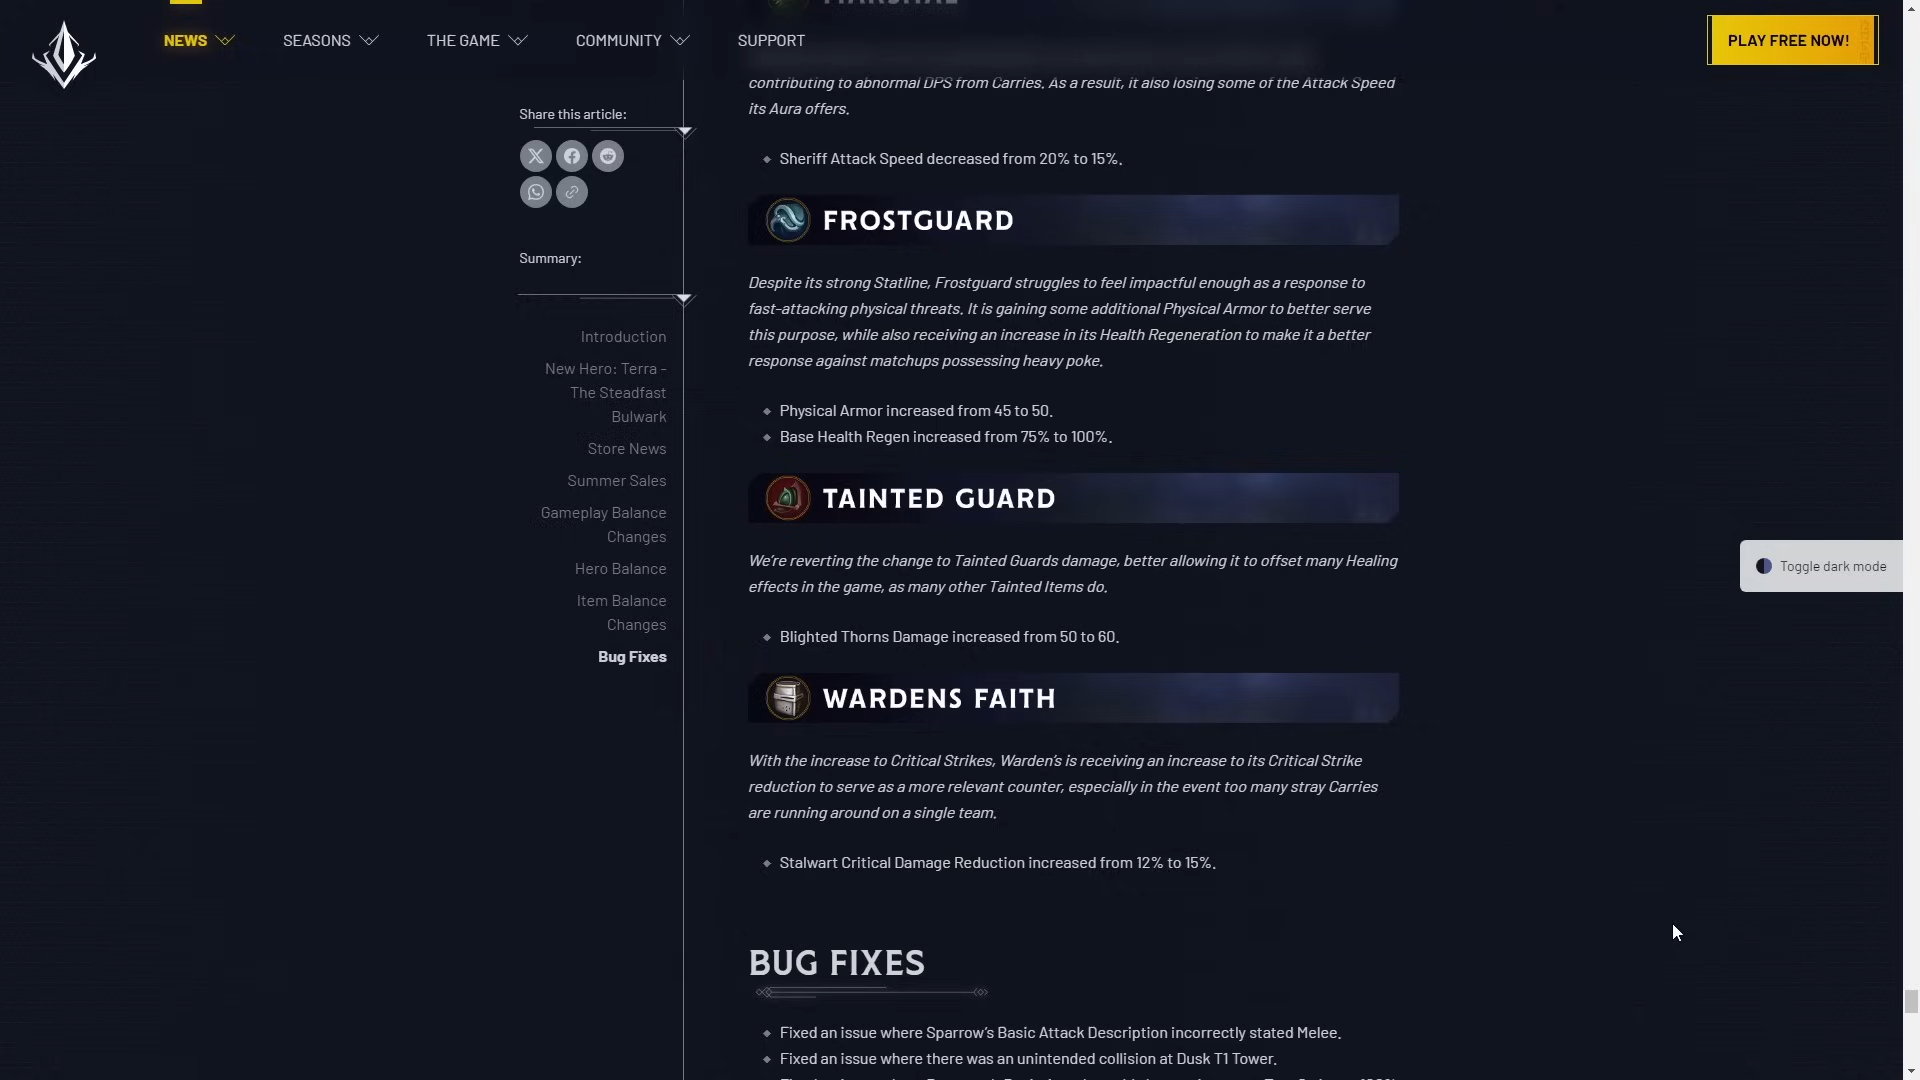 NEWS
SEASONS
THE GAME
COMMUNITY
SUPPORT
PLAY FREE NOW!
Share this article:
Summary:
Introduction
New Hero: Terra -
The Steadfast
Bulwark
Store News
Summer Sales
Gameplay Balance
Changes
Hero Balance
Item Balance
Changes
Bug Fixes
contributing to abnormal DPS from Carries. As a result, it also losing some of the Attack Speed
its Aura offers.
Sheriff Attack Speed decreased from 20% to 15%.
FROSTGUARD
Despite its strong Statline, Frostguard struggles to feel impactful enough as a response to
fast-attacking physical threats. It is gaining some additional Physical Armor to better serve
this purpose, while also receiving an increase in its Health Regeneration to make it a better
response against matchups possessing heavy poke.
Physical Armor increased from 45 to 50.
Base Health Regen increased from 75% to 100%.
TAINTED GUARD
We're reverting the change to Tainted Guards damage, better allowing it to offset many Healing
effects in the game, as many other Tainted Items do.
Blighted Thorns Damage increased from 50 to 60.
WARDENS FAITH
With the increase to Critical Strikes, Warden's is receiving an increase to its Critical Strike
reduction to serve as a more relevant counter, especially in the event too many stray Carries
are running around on a single team.
Stalwart Critical Damage Reduction increased from 12% to 15%.
BUG FIXES
Fixed an issue where Sparrow's Basic Attack Description incorrectly stated Melee.
Fixed an issue where there was an unintended collision at Dusk T1 Tower.
Toggle dark mode